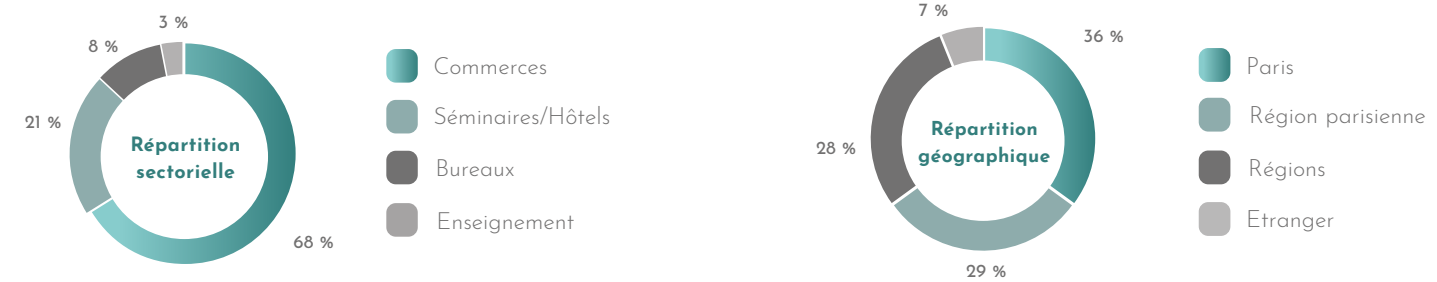 3 %
8 %
21 %
68 %
Répartition
sectorielle
Commerces
Séminaires/Hôtels
Bureaux
Enseignement
7 %
36 %
28 %
29 %
Répartition
géographique
Paris
Région parisienne
Régions
Etranger